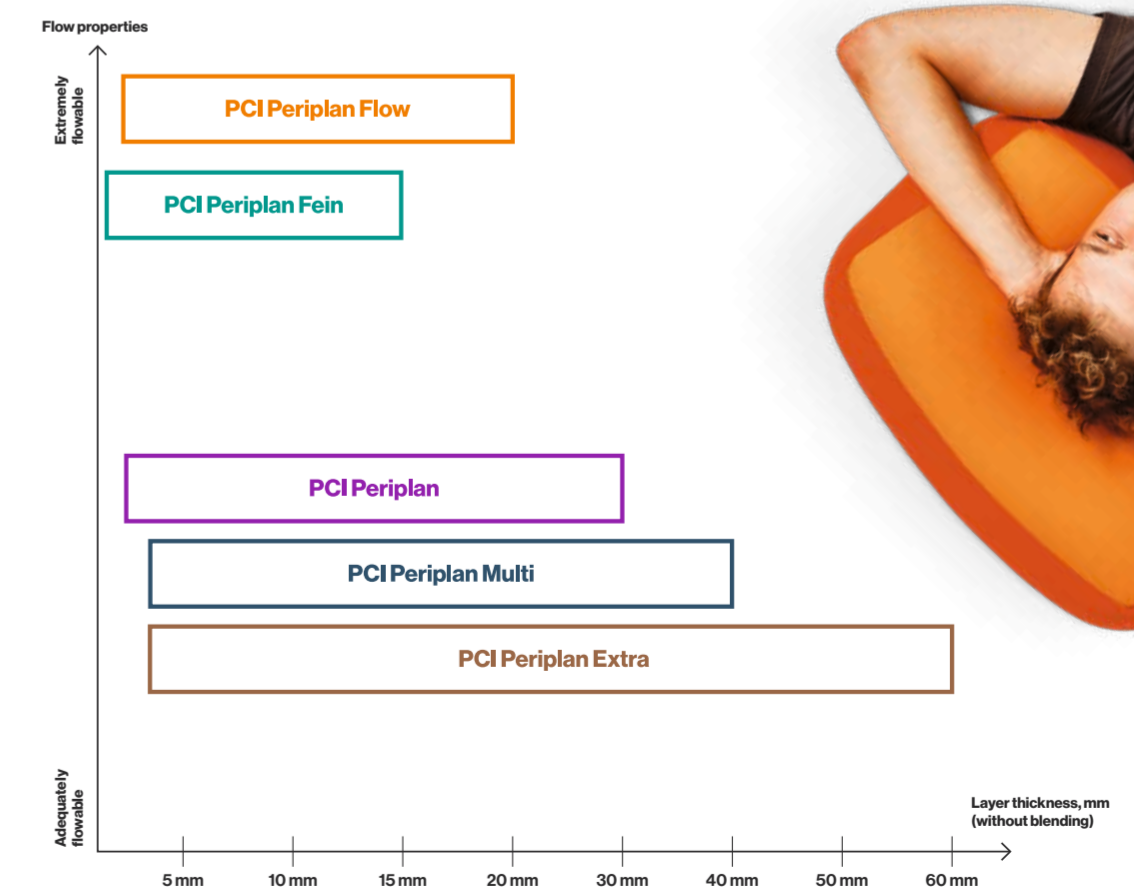 Flow properties
Extremely
flowable
PCI Periplan Flow
PCI Periplan Fein
PCI Periplan
PCI Periplan Multi
PCI Periplan Extra
Adequately
flowable
Layer thickness, mm
(without blending)
5 mm
10 mm
15 mm
20 mm
30 mm
40 mm
50 mm
60 mm